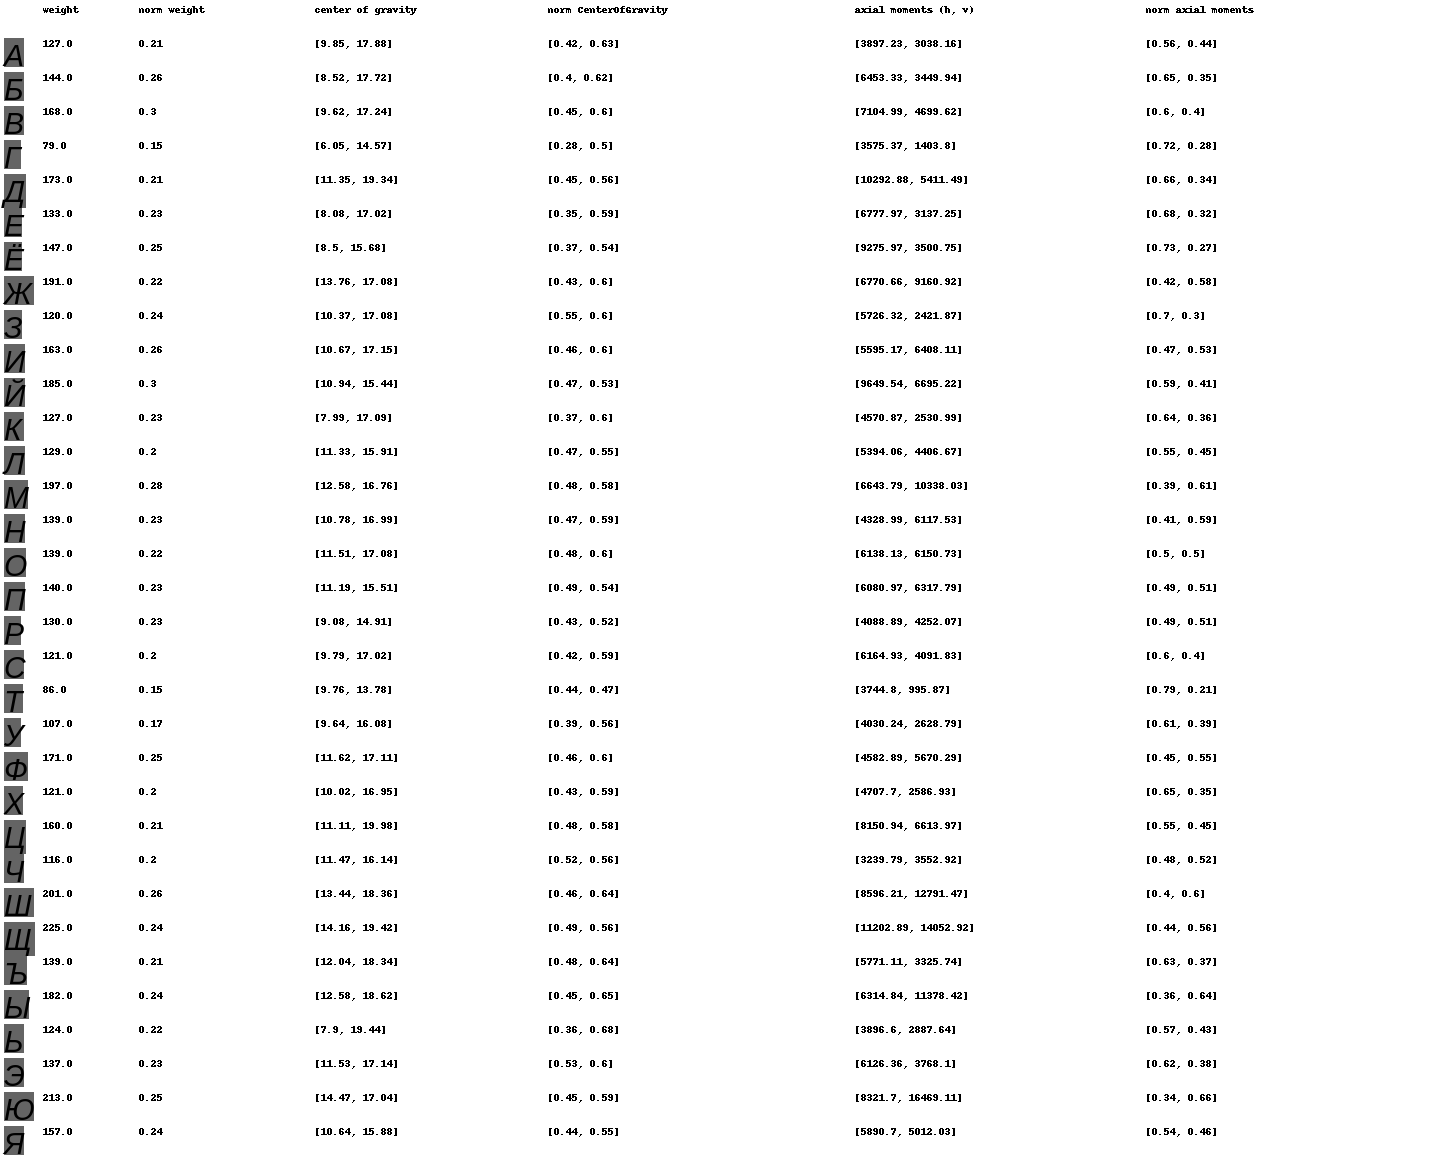 weight norm weight center of gravity norm CenterOfGravity axial moments (h, v) norm axial moments
А 127.0 0.21 [9.85, 17.88] [0.42, 0.63] [3897.23, 3038.16] [0.56, 0.44]
Б 144.0 0.26 [8.52, 17.72] [0.4, 0.62] [6453.33, 3449.94] [0.65, 0.35]
В 168.0 0.3 [9.62, 17.24] [0.45, 0.6] [7104.99, 4699.62] [0.6, 0.4]
Г 79.0 0.15 [6.05, 14.57] [0.28, 0.5] [3575.37, 1403.8] [0.72, 0.28]
Д 173.0 0.21 [11.35, 19.34] [0.45, 0.56] [10292.88, 5411.49] [0.66, 0.34]
Е 133.0 0.23 [8.08, 17.02] [0.35, 0.59] [6777.97, 3137.25] [0.68, 0.32]
Ё 147.0 0.25 [8.5, 15.68] [0.37, 0.54] [9275.97, 3500.75] [0.73, 0.27]
Ж 191.0 0.22 [13.76, 17.08] [0.43, 0.6] [6770.66, 9160.92] [0.42, 0.58]
З 120.0 0.24 [10.37, 17.08] [0.55, 0.6] [5726.32, 2421.87] [0.7, 0.3]
И 163.0 0.26 [10.67, 17.15] [0.46, 0.6] [5595.17, 6408.11] [0.47, 0.53]
Й 185.0 0.3 [10.94, 15.44] [0.47, 0.53] [9649.54, 6695.22] [0.59, 0.41]
К 127.0 0.23 [7.99, 17.09] [0.37, 0.6] [4570.87, 2530.99] [0.64, 0.36]
Л 129.0 0.2 [11.33, 15.91] [0.47, 0.55] [5394.06, 4406.67] [0.55, 0.45]
М 197.0 0.28 [12.58, 16.76] [0.48, 0.58] [6643.79, 10338.03] [0.39, 0.61]
Н 139.0 0.23 [10.78, 16.99] [0.47, 0.59] [4328.99, 6117.53] [0.41, 0.59]
О 139.0 0.22 [11.51, 17.08] [0.48, 0.6] [6138.13, 6150.73] [0.5, 0.5]
П 140.0 0.23 [11.19, 15.51] [0.49, 0.54] [6080.97, 6317.79] [0.49, 0.51]
Р 130.0 0.23 [9.08, 14.91] [0.43, 0.52] [4088.89, 4252.07] [0.49, 0.51]
С 121.0 0.2 [9.79, 17.02] [0.42, 0.59] [6164.93, 4091.83] [0.6, 0.4]
Т 86.0 0.15 [9.76, 13.78] [0.44, 0.47] [3744.8, 995.87] [0.79, 0.21]
У 107.0 0.17 [9.64, 16.08] [0.39, 0.56] [4030.24, 2628.79] [0.61, 0.39]
Ф 171.0 0.25 [11.62, 17.11] [0.46, 0.6] [4582.89, 5670.29] [0.45, 0.55]
Х 121.0 0.2 [10.02, 16.95] [0.43, 0.59] [4707.7, 2586.93] [0.65, 0.35]
Ц 160.0 0.21 [11.11, 19.98] [0.48, 0.58] [8150.94, 6613.97] [0.55, 0.45]
Ч 116.0 0.2 [11.47, 16.14] [0.52, 0.56] [3239.79, 3552.92] [0.48, 0.52]
Ш 201.0 0.26 [13.44, 18.36] [0.46, 0.64] [8596.21, 12791.47] [0.4, 0.6]
Щ 225.0 0.24 [14.16, 19.42] [0.49, 0.56] [11202.89, 14052.92] [0.44, 0.56]
Ъ 139.0 0.21 [12.04, 18.34] [0.48, 0.64] [5771.11, 3325.74] [0.63, 0.37]
Ы 182.0 0.24 [12.58, 18.62] [0.45, 0.65] [6314.84, 11378.42] [0.36, 0.64]
Ь 124.0 0.22 [7.9, 19.44] [0.36, 0.68] [3896.6, 2887.64] [0.57, 0.43]
Э 137.0 0.23 [11.53, 17.14] [0.53, 0.6] [6126.36, 3768.1] [0.62, 0.38]
Ю 213.0 0.25 [14.47, 17.04] [0.45, 0.59] [8321.7, 16469.11] [0.34, 0.66]
Я 157.0 0.24 [10.64, 15.88] [0.44, 0.55] [5890.7, 5012.03] [0.54, 0.46]